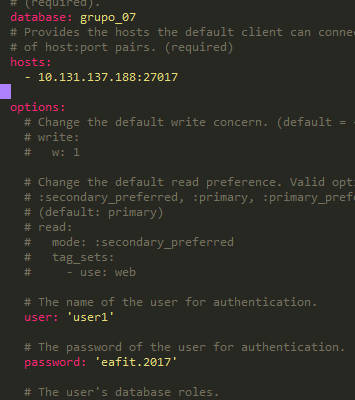 # (required).
database: grupo_07
# Provides the hosts the default client can
# of host:port pairs. (required)
hosts:
- 10.131.137.188:27017
options:
# Change the default write concern. (default =
# write:
#   w: 1
# Change the default read preference. Valid
# :secondary_preferred, :primary,
# (default: primary)
# read:
#   mode: :secondary_preferred
#   tag_sets:
#     - use: web
# The name of the user for authentication.
user: 'user1'
# The password of the user for authentication.
password: 'eafit.2017'
# The user's database roles.